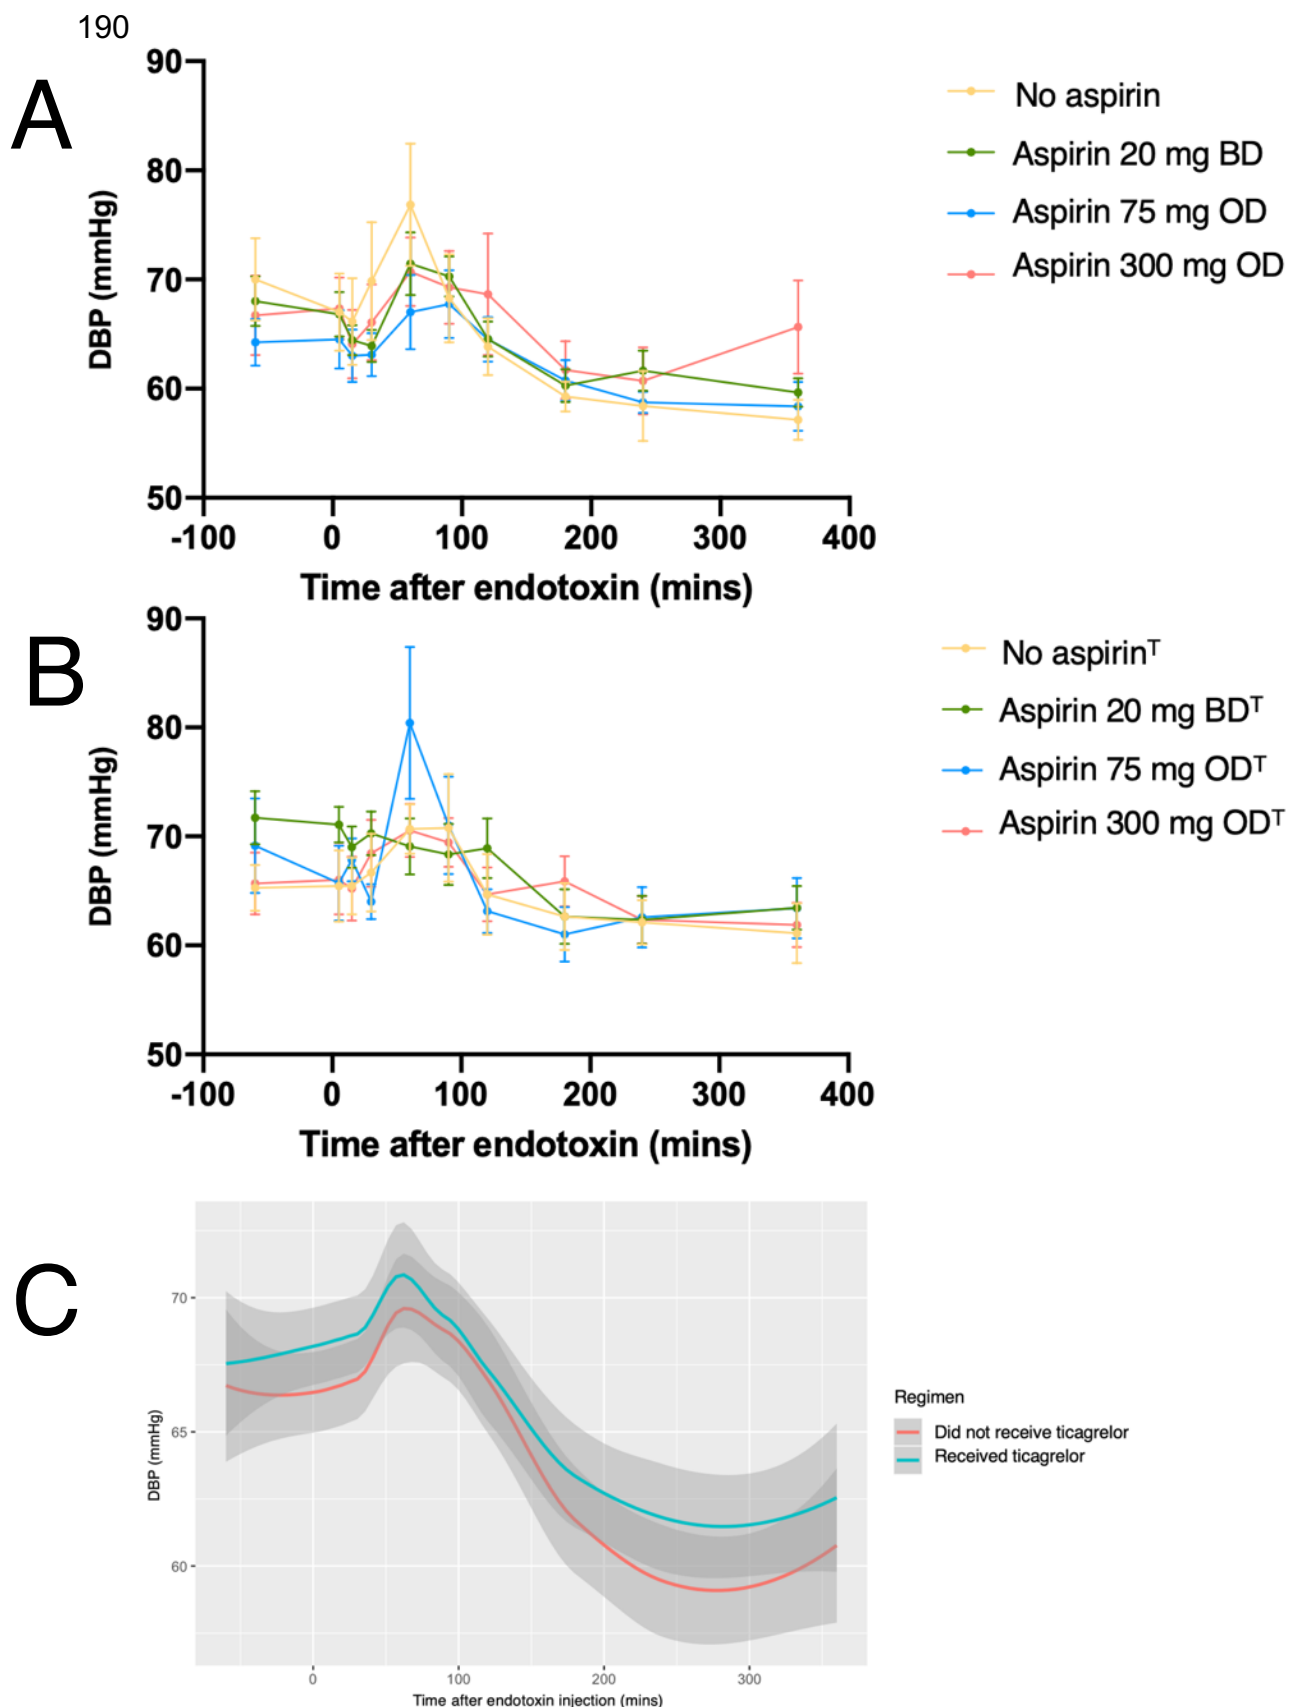 190
A
90
80
70
60
50
DBP (mmHg)
-100 0 100 200 300 400
Time after endotoxin (mins)
No aspirin
Aspirin 20 mg BD
Aspirin 75 mg OD
Aspirin 300 mg OD
B
90
80
70
60
50
DBP (mmHg)
-100 0 100 200 300 400
Time after endotoxin (mins)
No aspirinᵀ
Aspirin 20 mg BDᵀ
Aspirin 75 mg ODᵀ
Aspirin 300 mg ODᵀ
C
70
65
60
DBP (mmHg)
0 100 200 300
Time after endotoxin injection (mins)
Regimen
Did not receive ticagrelor
Received ticagrelor